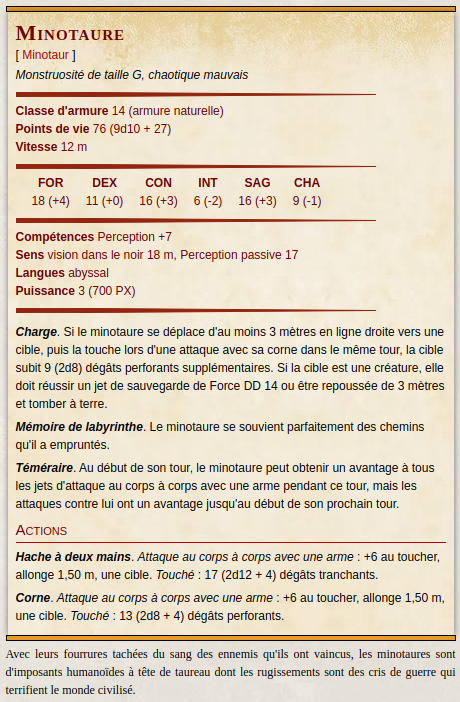 Minotaure
[ Minotaur ]
Monstruosité de taille G, chaotique mauvais
Classe d'armure 14 (armure naturelle)
Points de vie 76 (9d10 + 27)
Vitesse 12 m
FOR DEX CON INT SAG CHA
18 (+4) 11 (+0) 16 (+3) 6 (-2) 16 (+3) 9 (-1)
Compétences Perception +7
Sens vision dans le noir 18 m, Perception passive 17
Langues abyssal
Puissance 3 (700 PX)
Charge. Si le minotaure se déplace d'au moins 3 mètres en ligne droite vers une
cible, puis la touche lors d'une attaque avec sa corne dans le même tour, la cible
subit 9 (2d8) dégâts perforants supplémentaires. Si la cible est une créature, elle
doit réussir un jet de sauvegarde de Force DD 14 ou être repoussée de 3 mètres
et tomber à terre.
Mémoire de labyrinthe. Le minotaure se souvient parfaitement des chemins
qu'il a empruntés.
Téméraire. Au début de son tour, le minotaure peut obtenir un avantage à tous
les jets d'attaque au corps à corps avec une arme pendant ce tour, mais les
attaques contre lui ont un avantage jusqu'au début de son prochain tour.
Actions
Hache à deux mains. Attaque au corps à corps avec une arme : +6 au toucher,
allonge 1,50 m, une cible. Touché : 17 (2d12 + 4) dégâts tranchants.
Corne. Attaque au corps à corps avec une arme : +6 au toucher, allonge 1,50 m,
une cible. Touché : 13 (2d8 + 4) dégâts perforants.
Avec leurs fourrures tachées du sang des ennemis qu'ils ont vaincus, les minotaures sont
d'imposants humanoïdes à tête de taureau dont les rugissements sont des cris de guerre qui
terrifient le monde civilisé.